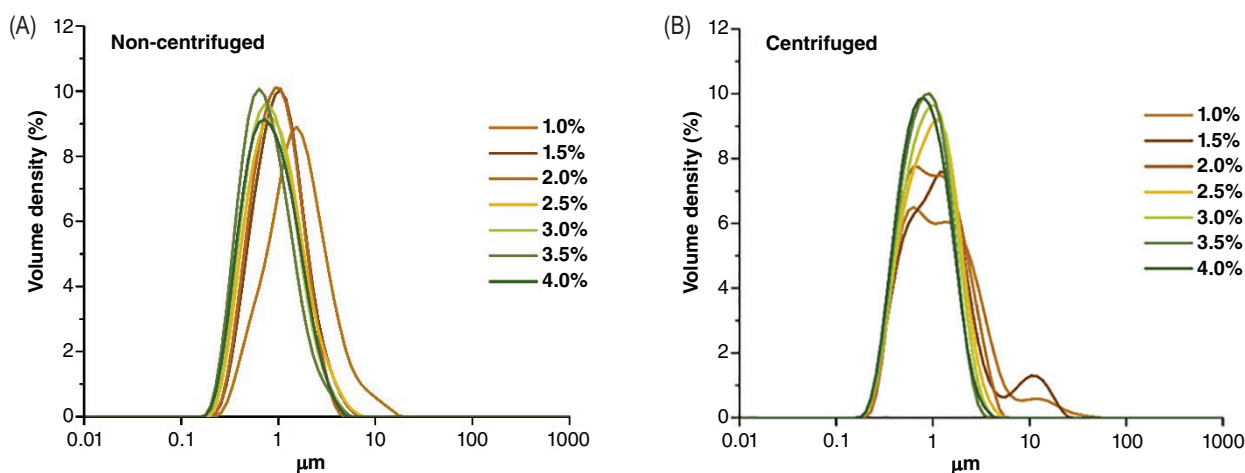 (A)
Non-centrifuged
Volume density (%)
12
10
8
6
4
2
0
0.01 0.1 1 10 100 1000
μm
1.0%
1.5%
2.0%
2.5%
3.0%
3.5%
4.0%
(B)
Centrifuged
Volume density (%)
12
10
8
6
4
2
0
0.01 0.1 1 10 100 1000
μm
1.0%
1.5%
2.0%
2.5%
3.0%
3.5%
4.0%